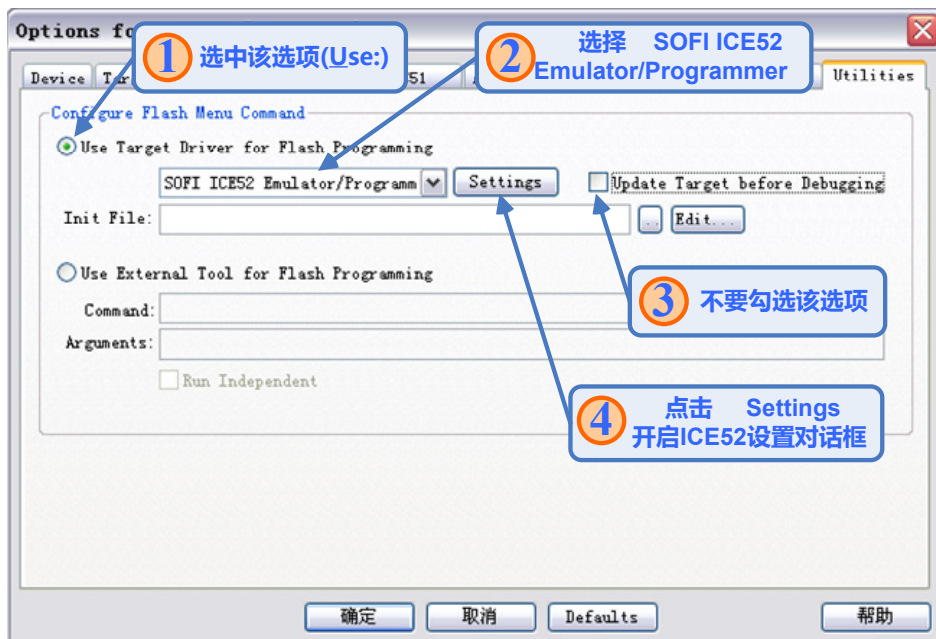 Options fo
① 选中该选项(Use:)
② 选择 SOFI ICE52
Emulator/Programmer
Device Tar 51 Utilities
Configure Flash Menu Command
Use Target Driver for Flash Programming
SOFI ICE52 Emulator/Programm Settings Update Target before Debugging
Init File: .. Edit...
Use External Tool for Flash Programming
③ 不要勾选该选项
Command:
Arguments:
Run Independent
④ 点击 Settings
开启ICE52设置对话框
确定 取消 Defaults 帮助